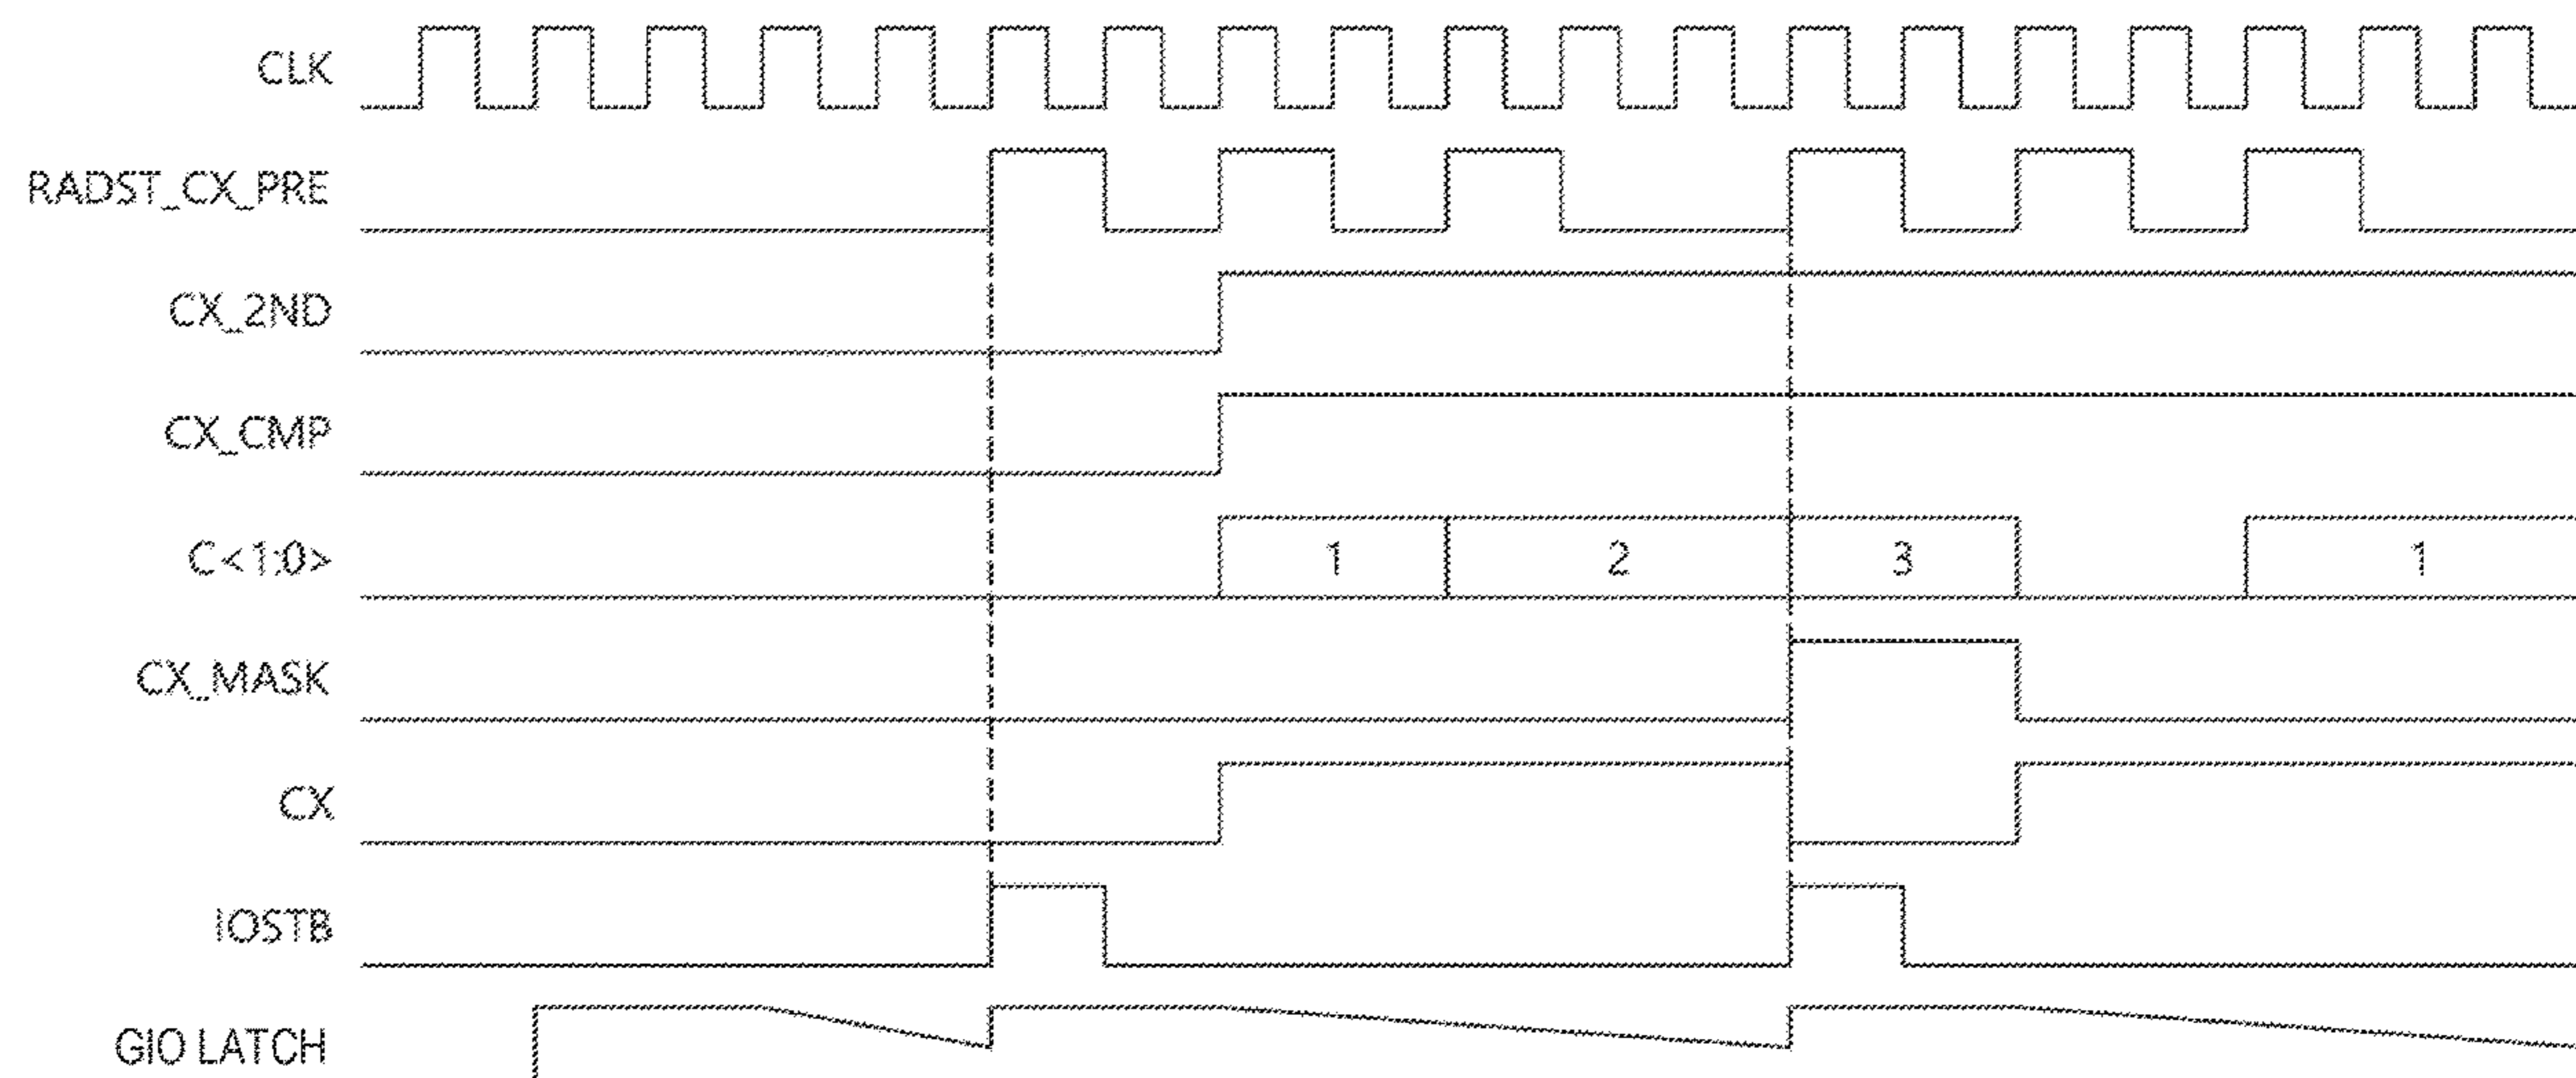 CLK
RADST_CX_PRE
CX_2ND
CX_CMP
C<1:0>
1 2 3 1
CX_MASK
CX
IOSTB
GIO LATCH